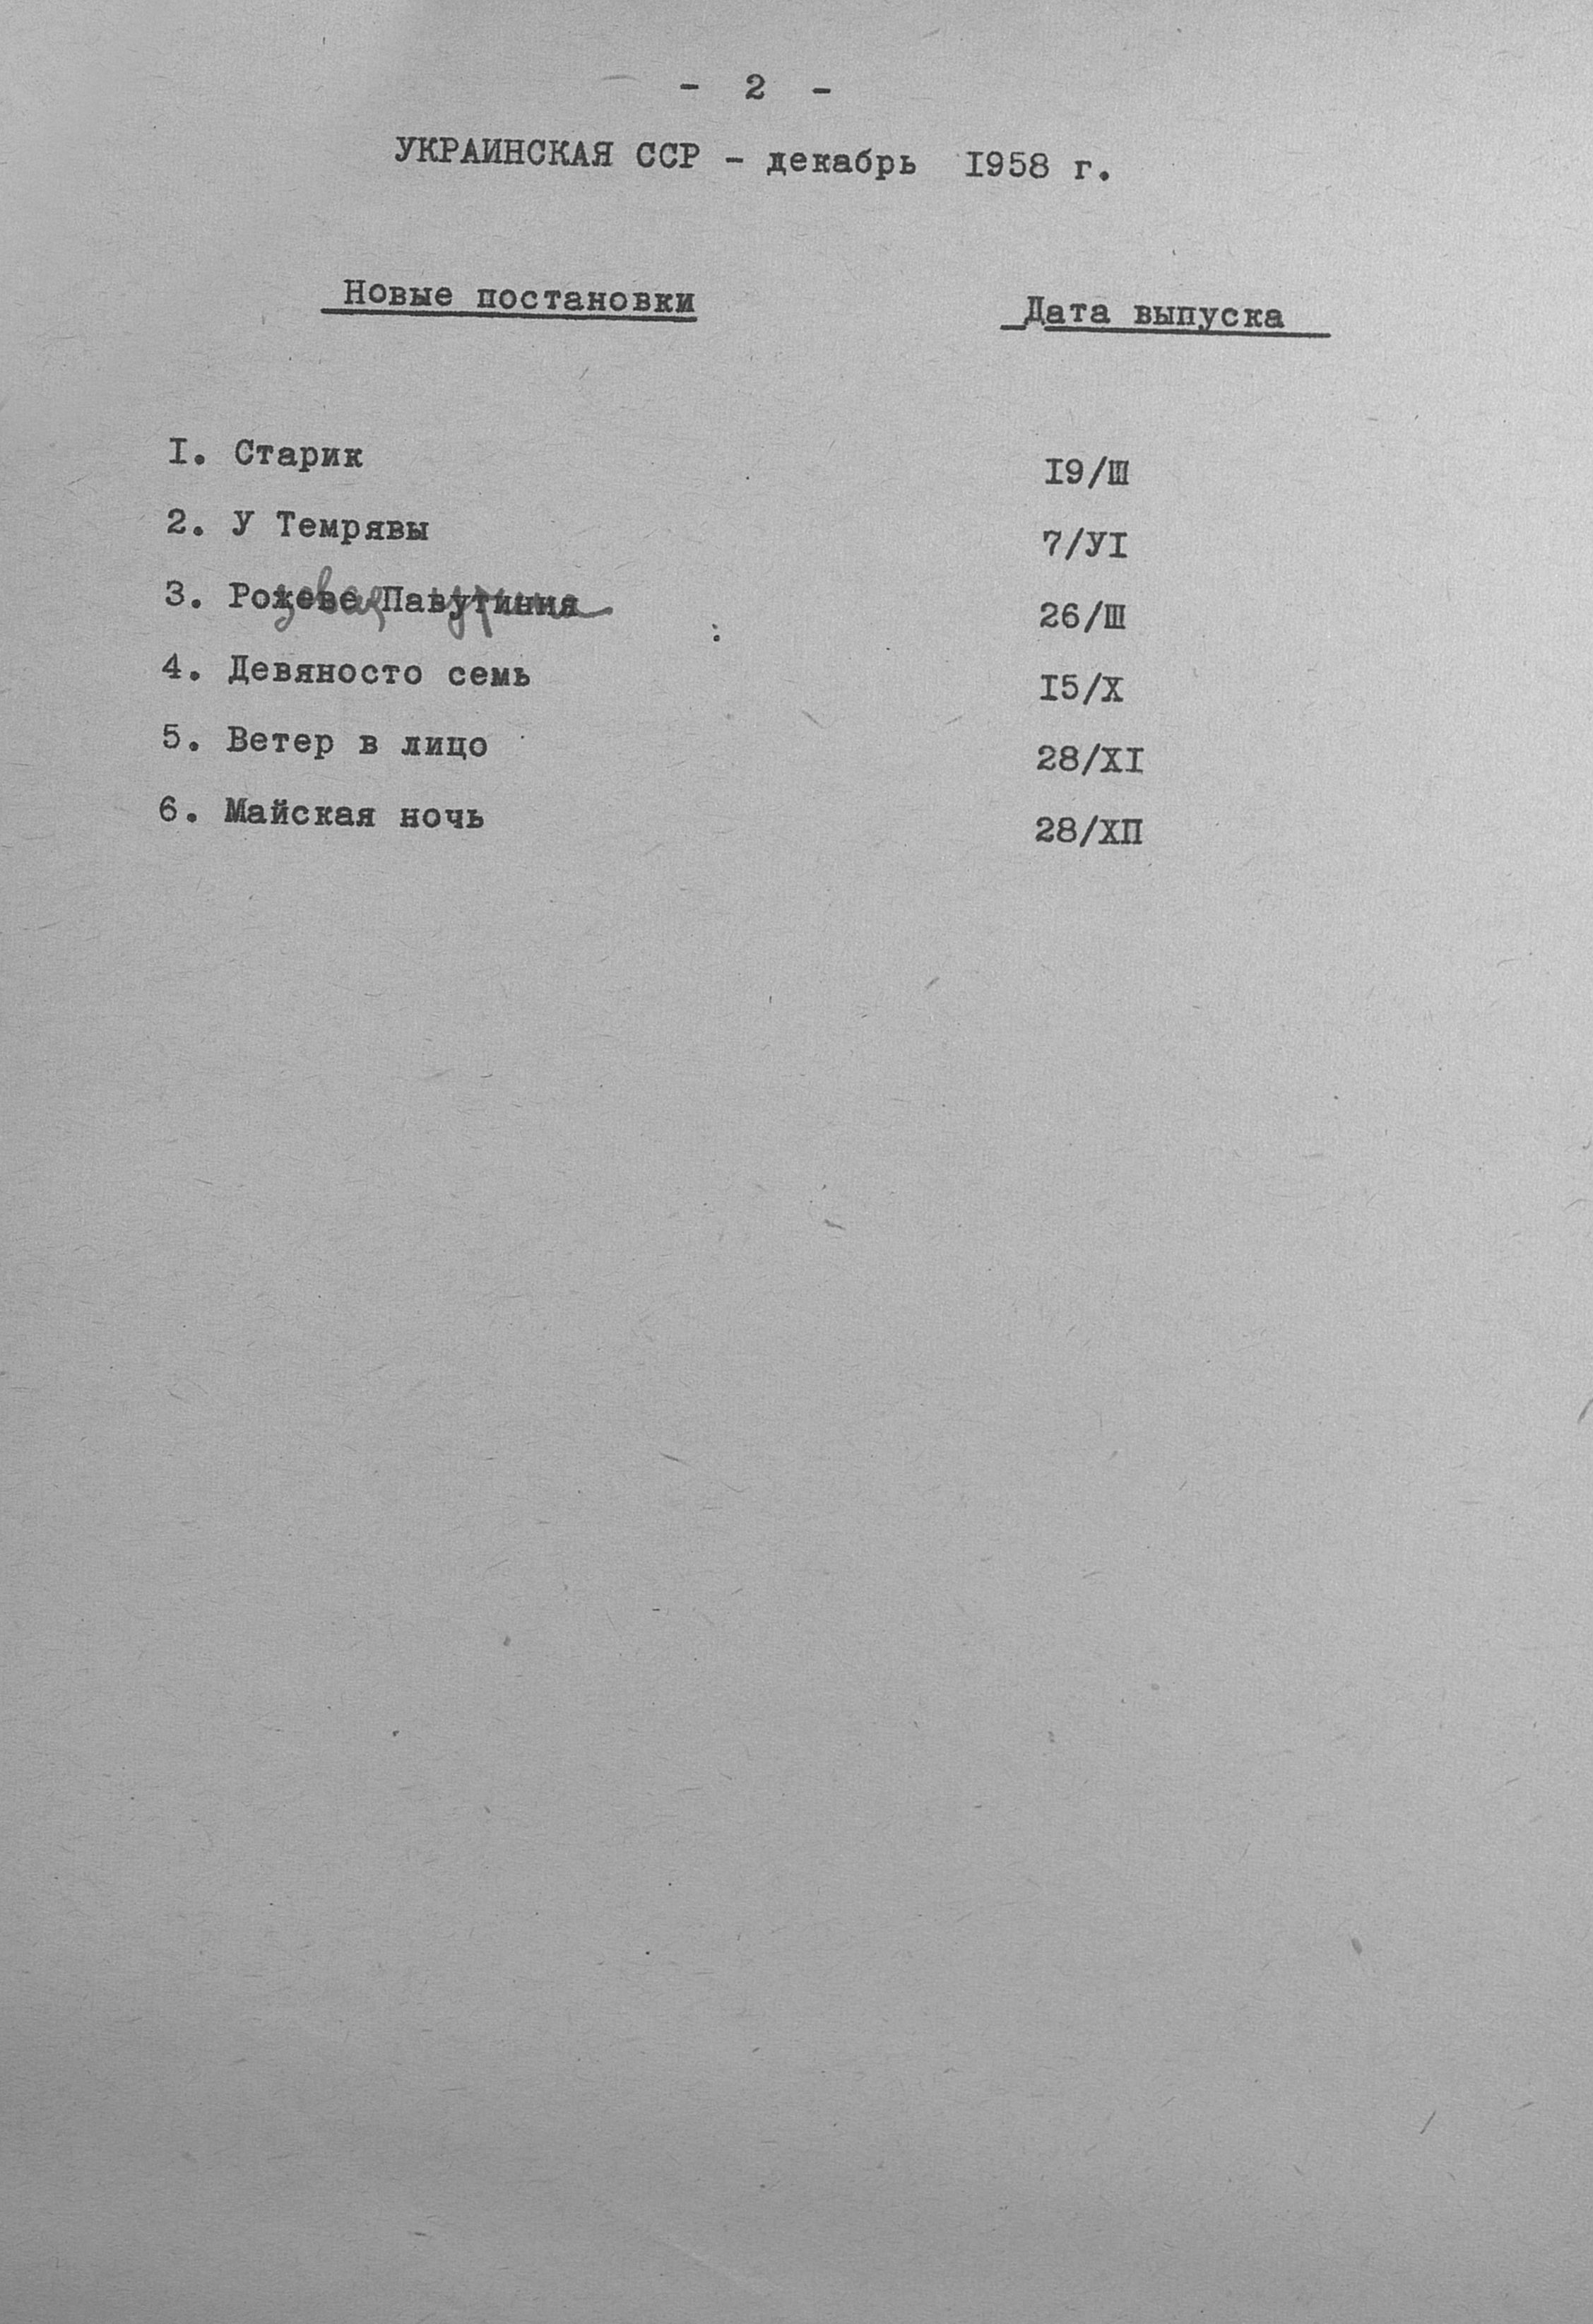 - 2 -
УКРАИНСКАЯ ССР - декабрь 1958 г.
Новые постановки Дата выпуска
I. Старик I9/Ш
2. У Темрявы 7/УI
3. Рожеве Павутиння 26/Ш
4. Девяносто семь I5/Х
5. Ветер в лицо 28/ХI
6. Майская ночь 28/ХП